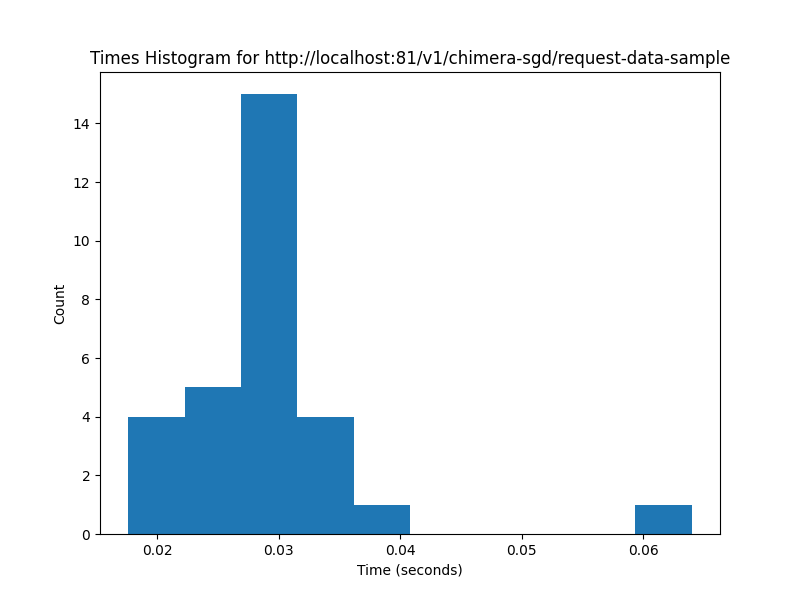 Times Histogram for http://localhost:81/v1/chimera-sgd/request-data-sample
14
12
10
8
6
4
2
0
Count
0.02 0.03 0.04 0.05 0.06
Time (seconds)